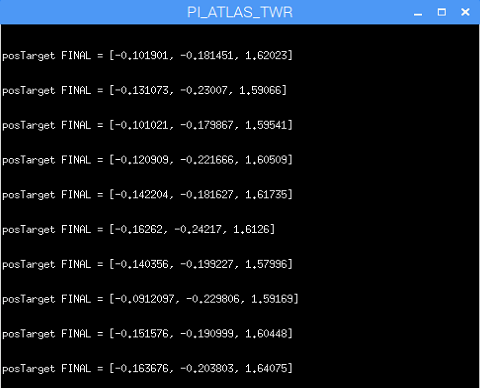 PI_ATLAS_TWR
posTarget FINAL = [-0.101901, -0.181451, 1.62023]
posTarget FINAL = [-0.131073, -0.23007, 1.59066]
posTarget FINAL = [-0.101021, -0.179867, 1.59541]
posTarget FINAL = [-0.120909, -0.221666, 1.60509]
posTarget FINAL = [-0.142204, -0.181627, 1.61735]
posTarget FINAL = [-0.16262, -0.24217, 1.6126]
posTarget FINAL = [-0.140356, -0.199227, 1.57996]
posTarget FINAL = [-0.0912097, -0.229806, 1.59169]
posTarget FINAL = [-0.151576, -0.190999, 1.60448]
posTarget FINAL = [-0.163676, -0.203803, 1.64075]